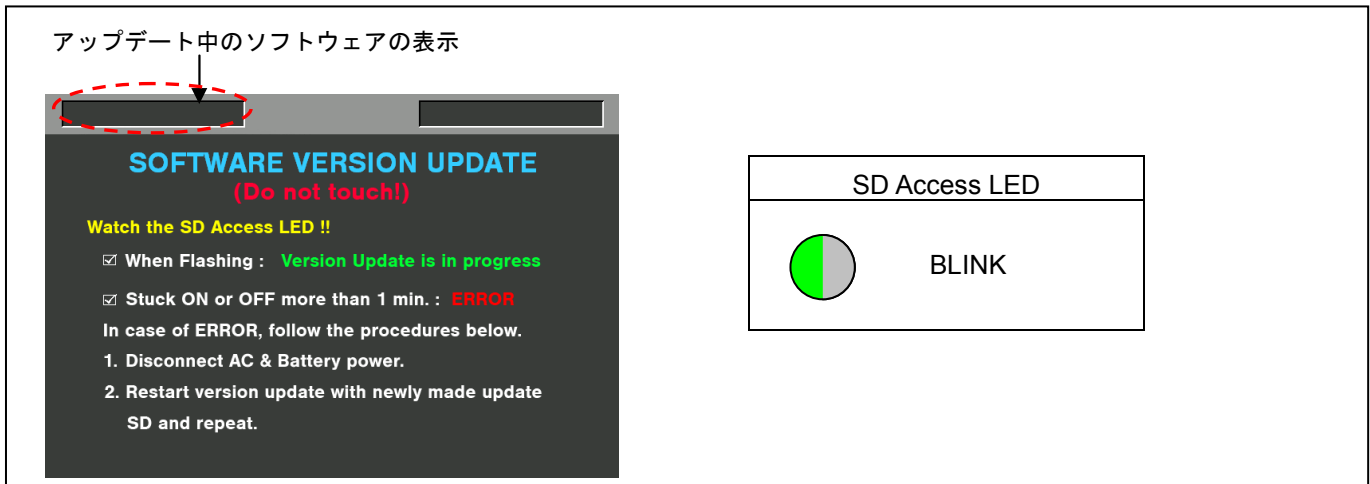 アップデート中のソフトウェアの表示
SOFTWARE VERSION UPDATE
(Do not touch!)
Watch the SD Access LED !!
When Flashing : Version Update is in progress
Stuck ON or OFF more than 1 min. : ERROR
In case of ERROR, follow the procedures below.
1. Disconnect AC & Battery power.
2. Restart version update with newly made update
SD and repeat.
SD Access LED
BLINK